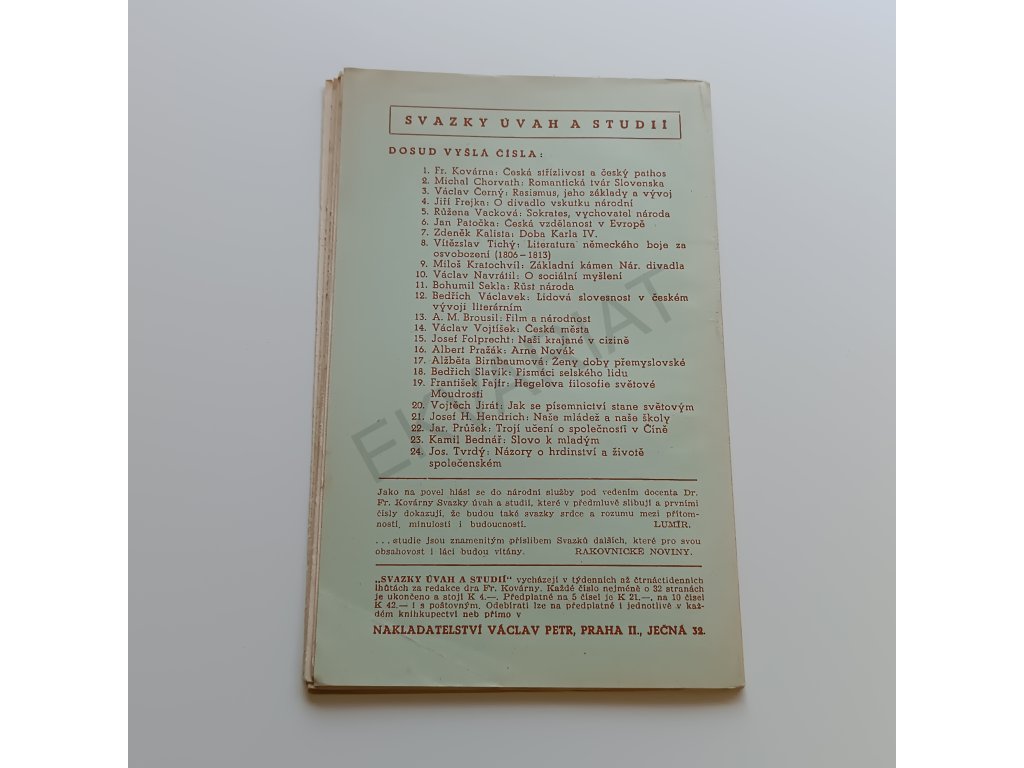 SVAZKY ÚVAH A STUDIÍ
DOSUD VYŠLA ČÍSLA:
1. Fr. Kovárna: Česká střízlivost a český pathos
2. Michal Chorvath: Romantická tvár Slovenska
3. Václav Černý: Rasismus, jeho základy a vývoj
4. Jiří Frejka: O divadlo vskutku národní
5. Růžena Vacková: Sokrates, vychovatel národa
6. Jan Patočka: Česká vzdělanost v Evropě
7. Zdeněk Kalista: Doba Karla IV.
8. Vítězslav Tichý: Literatura německého boje za
osvobození (1806–1813)
9. Miloš Kratochvíl: Základní kámen Nár. divadla
10. Václav Navrátil: O sociální myšlení
11. Bohumil Sekla: Růst národa
12. Bedřich Václavek: Lidová slovesnost v českém
vývoji literárním
13. A. M. Brousil: Film a národnost
14. Václav Vojtíšek: Česká města
15. Josef Folprecht: Naši krajané v cizině
16. Albert Pražák: Arne Novák
17. Alžběta Birnbaumová: Ženy doby přemyslovské
18. Bedřich Slavík: Písmáci selského lidu
19. František Fajfr: Hegelova filosofie světové
Moudrosti
20. Vojtěch Jirát: Jak se písemnictví stane světovým
21. Josef H. Hendrich: Naše mládež a naše školy
22. Jar. Průšek: Trojí učení o společnosti v Číně
23. Kamil Bednář: Slovo k mladým
24. Jos. Tvrdý: Názory o hrdinství a životě
společenském
Jako na povel hlásí se do národní služby pod vedením docenta Dr.
Fr. Kovárny Svazky úvah a studií, které v předmluvě slibují a prvními
čísly dokazují, že budou také svazky srdce a rozumu mezi přítom-
ností, minulostí i budoucností. LUMÍR.
...studie jsou znamenitým příslibem Svazků dalších, které pro svou
obsahovost i láci budou vítány. RAKOVNICKÉ NOVINY.
„SVAZKY ÚVAH A STUDIÍ" vycházejí v týdenních až čtrnáctidenních
lhůtách za redakce dra Fr. Kovárny. Každé číslo nejméně o 32 stranách
je ukončeno a stojí K 4.—. Předplatné na 5 čísel je K 21.—, na 10 čísel
K 42.— i s poštovným. Odebírati lze na předplatné i jednotlivě v kaž-
dém knihkupectví neb přímo v
NAKLADATELSTVÍ VÁCLAV PETR, PRAHA II., JEČNÁ 32.